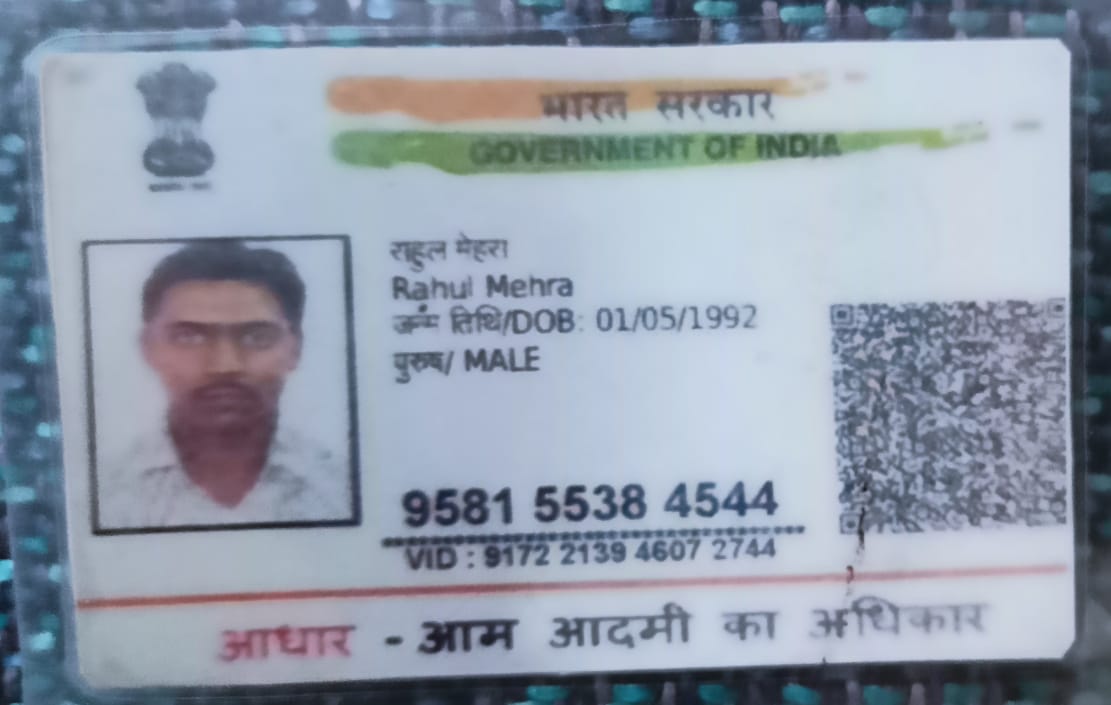 भारत सरकार
GOVERNMENT OF INDIA
राहुल मेहरा
Rahul Mehra
जन्म तिथि/DOB: 01/05/1992
पुरुष/ MALE
9581 5538 4544
VID : 9172 2139 4607 2744
आधार - आम आदमी का अधिकार